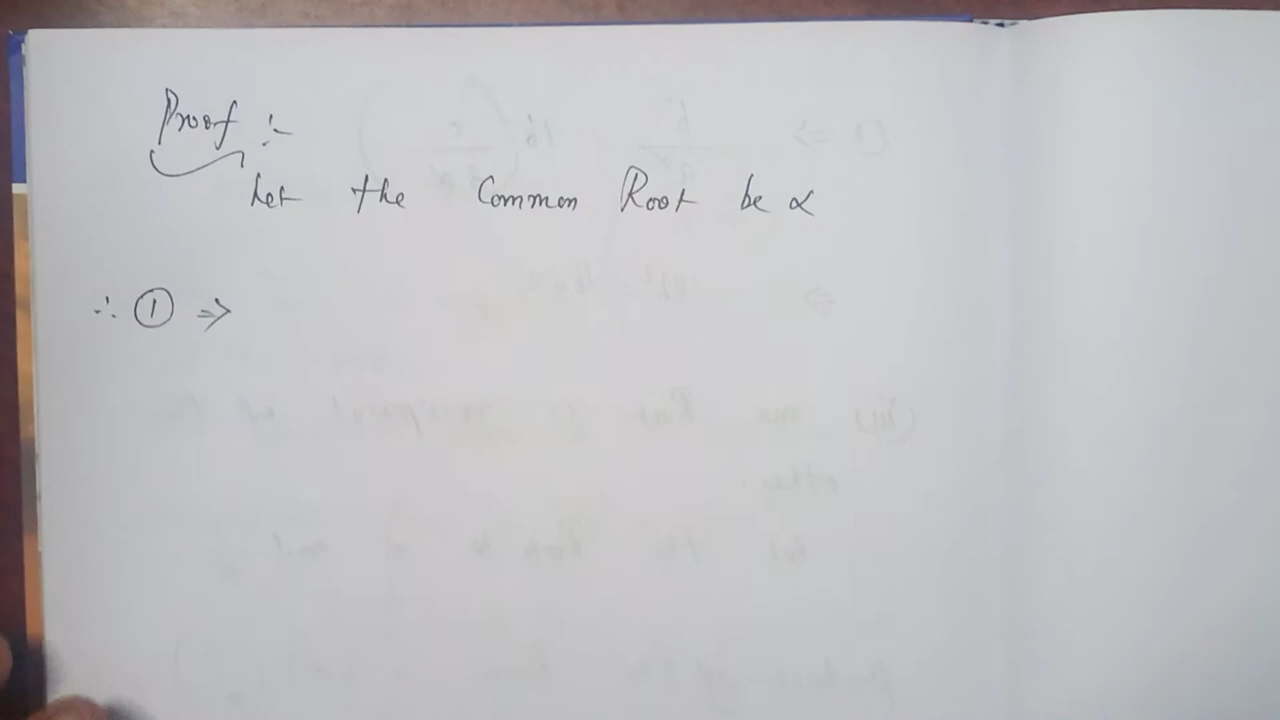 Proof :-
Let the Common Root be α
∴ ① ⇒